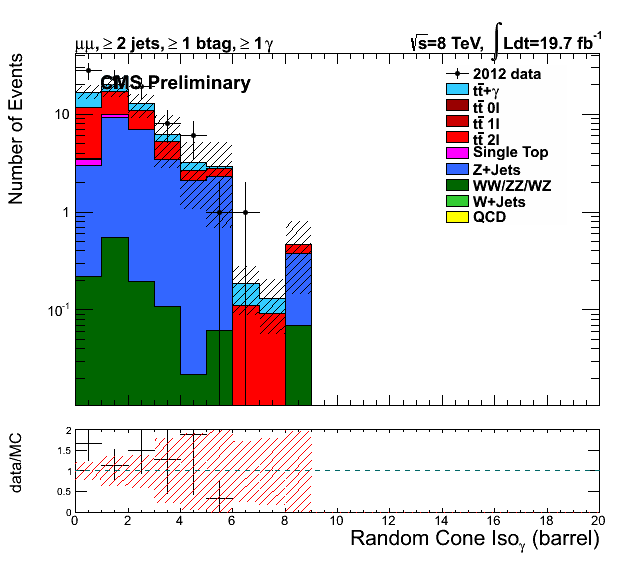 μμ, ≥ 2 jets, ≥ 1 btag, ≥ 1 γ
√s=8 TeV, ∫ Ldt=19.7 fb⁻¹
CMS Preliminary
Number of Events
10
1
10⁻¹
2012 data
tt̄+γ
tt̄ 0l
tt̄ 1l
tt̄ 2l
Single Top
Z+Jets
WW/ZZ/WZ
W+Jets
QCD
data/MC
2
1.5
1
0.5
0
0 2 4 6 8 10 12 14 16 18 20
Random Cone Isoᵧ (barrel)